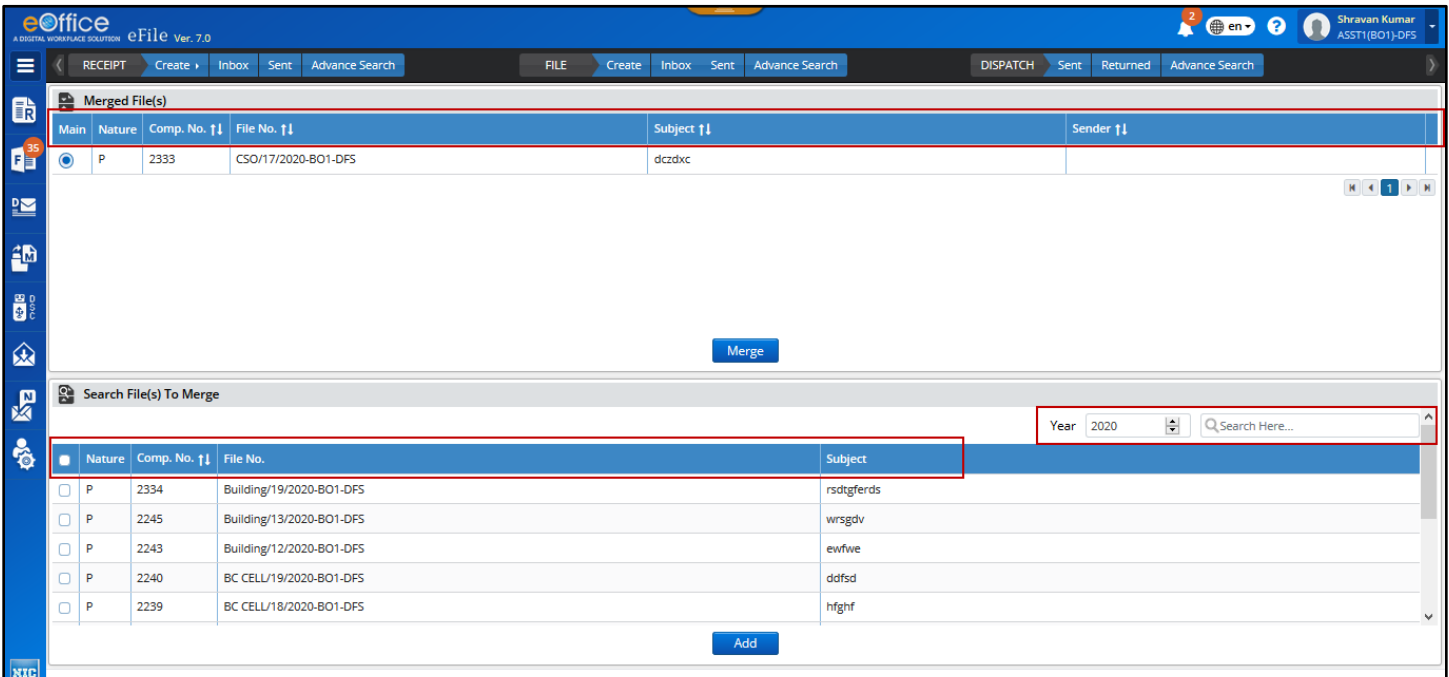 eOffice
A DIGITAL WORKPLACE SOLUTION eFile Ver. 7.0
2
en
?
Shravan Kumar
ASST1(BO1)-DFS
RECEIPT Create Inbox Sent Advance Search FILE Create Inbox Sent Advance Search DISPATCH Sent Returned Advance Search
R
35
F
D
M
DSC
N
NIC
Merged File(s)
Main Nature Comp. No. File No. Subject Sender
P 2333 CSO/17/2020-BO1-DFS dczdxc
1
Merge
Search File(s) To Merge
Year 2020 Search Here...
Nature Comp. No. File No. Subject
P 2334 Building/19/2020-BO1-DFS rsdtgferds
P 2245 Building/13/2020-BO1-DFS wrsgdv
P 2243 Building/12/2020-BO1-DFS ewfwe
P 2240 BC CELL/19/2020-BO1-DFS ddfsd
P 2239 BC CELL/18/2020-BO1-DFS hfghf
Add